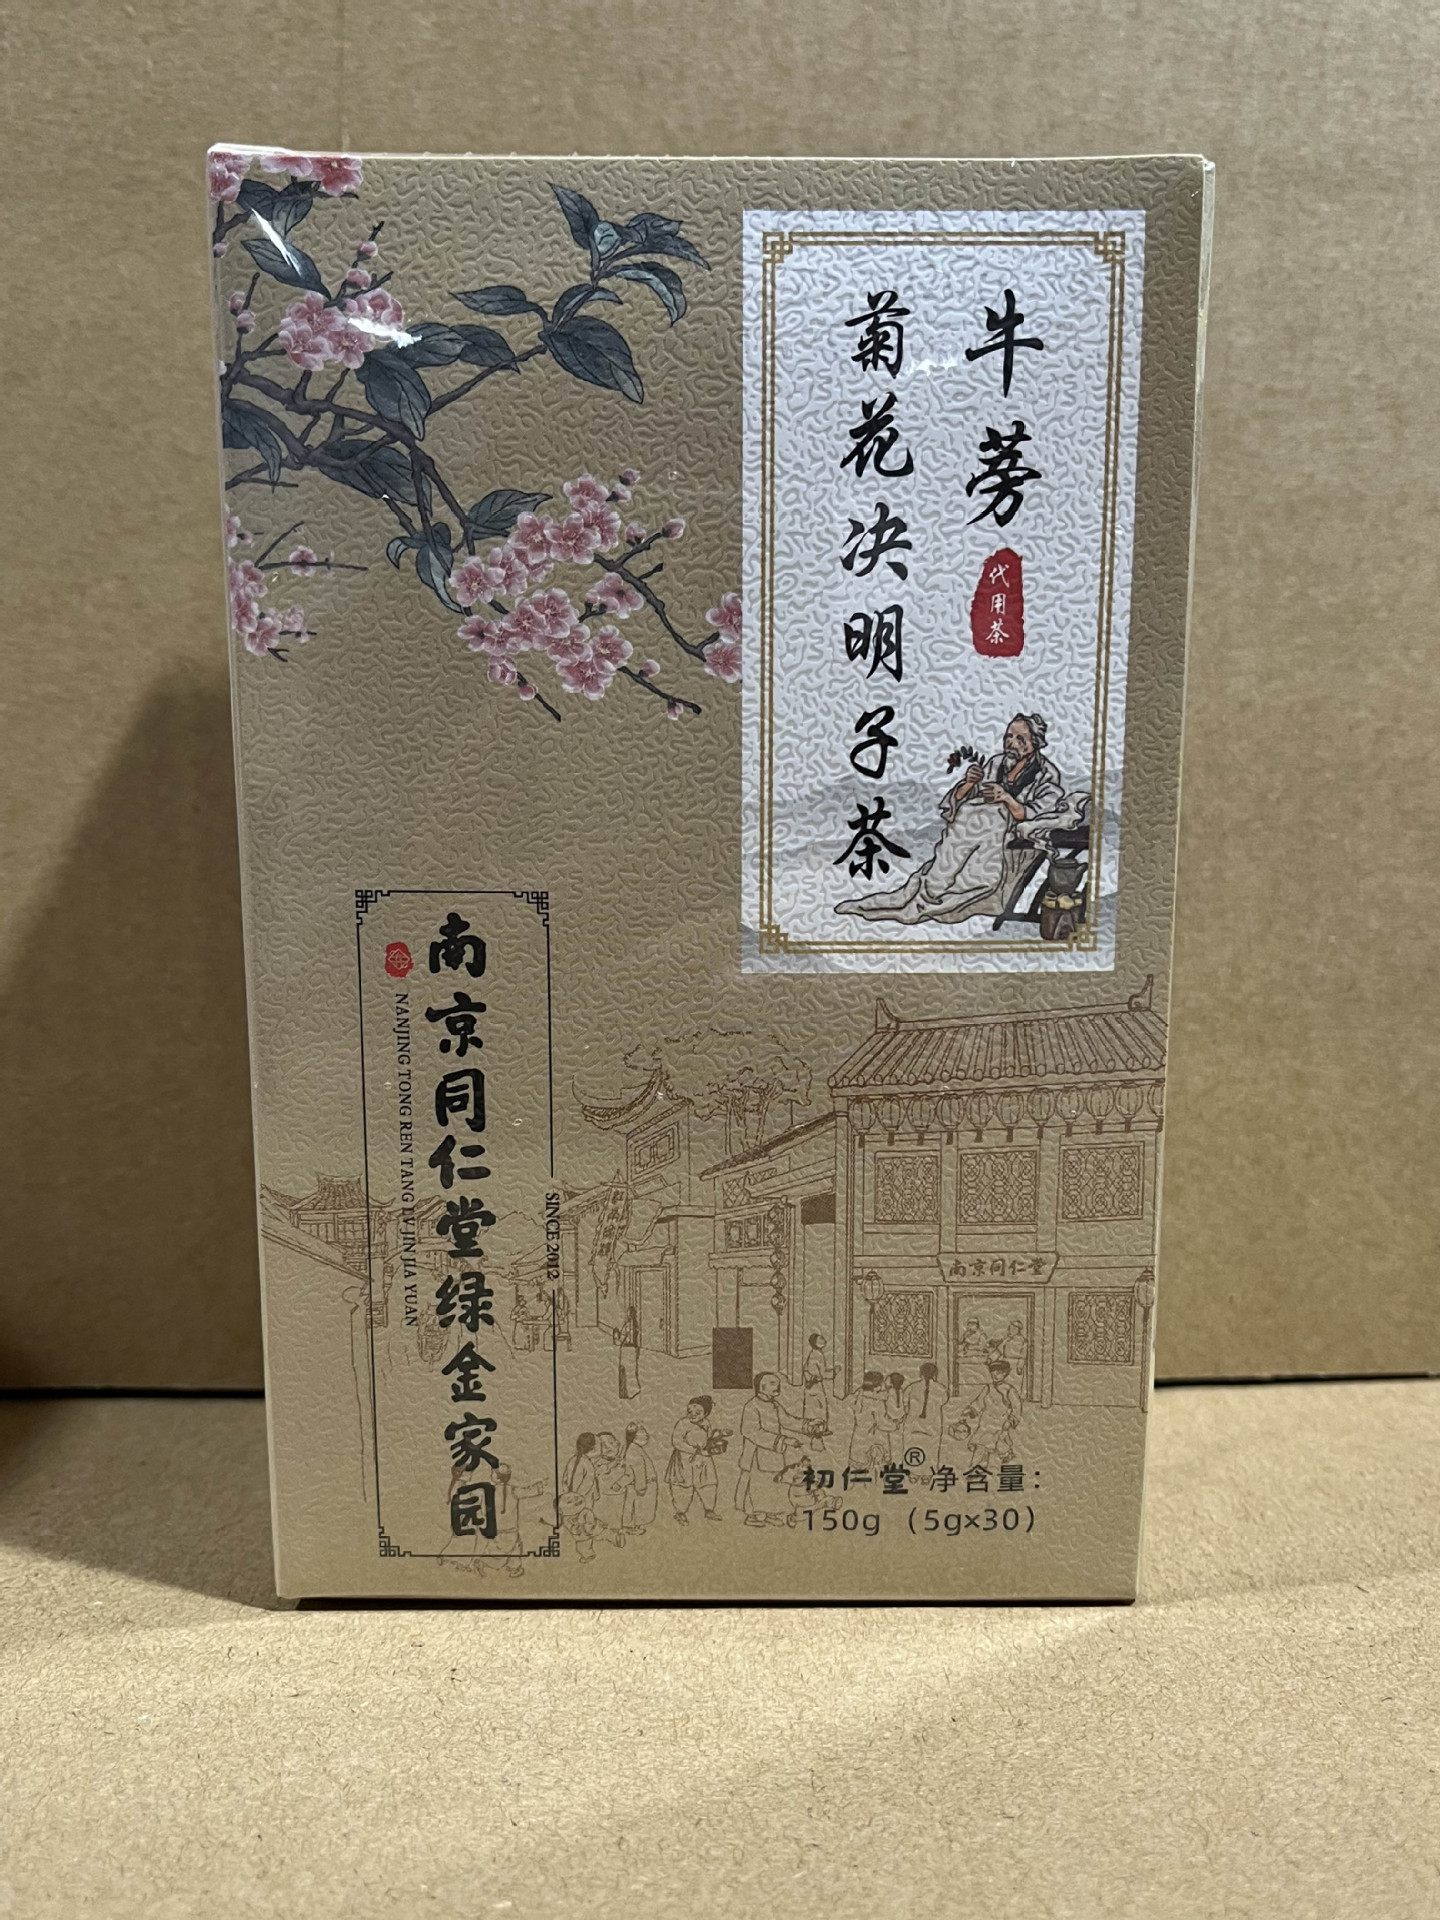 牛蒡
代用茶
菊花决明子茶
南京同仁堂绿金家园
NANJING TONG REN TANG LV JIN JIA YUAN
SINCE 2012
南京同仁堂
初仁堂®净含量：
150g（5g×30）